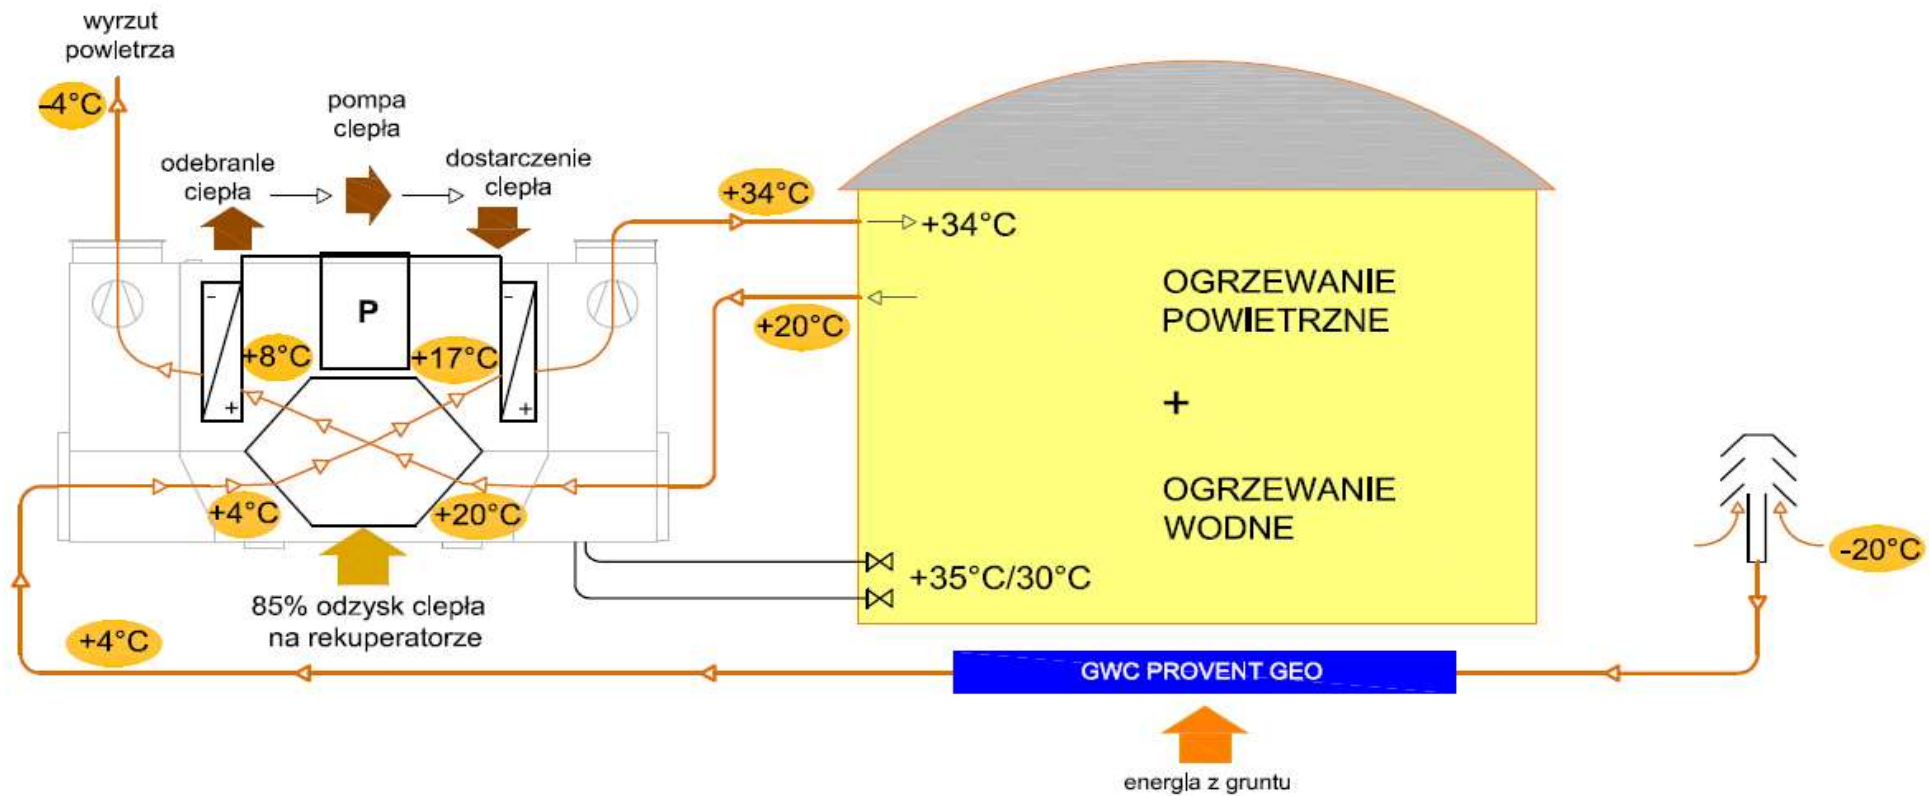 wyrzut
powietrza
-4°C
pompa
ciepła
odebranie
ciepła
dostarczenie
ciepła
+34°C
+34°C
-
P
-
+8°C
+17°C
+
+
+20°C
OGRZEWANIE
POWIETRZNE
+
OGRZEWANIE
WODNE
+4°C
+20°C
-20°C
+35°C/30°C
85% odzysk ciepła
na rekuperatorze
+4°C
GWC PROVENT GEO
energia z gruntu